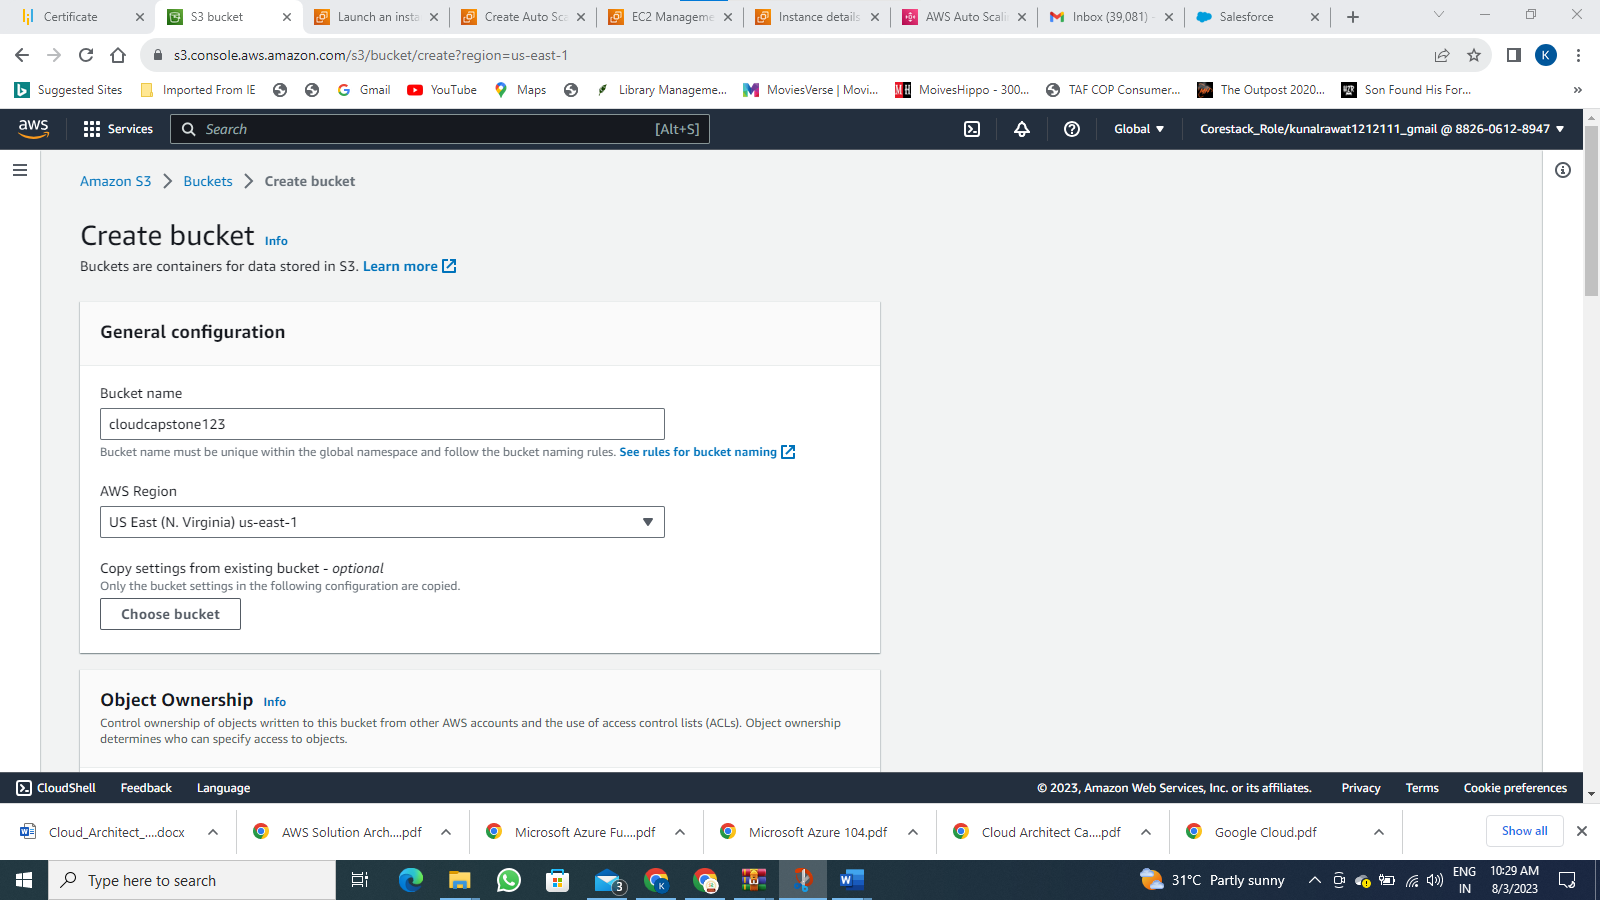 Certificate
S3 bucket
Launch an insta
Create Auto Sca
EC2 Manageme
Instance details
AWS Auto Scali
Inbox (39,081) -
Salesforce
s3.console.aws.amazon.com/s3/bucket/create?region=us-east-1
K
Suggested Sites
Imported From IE
Gmail
YouTube
Maps
Library Manageme...
MoviesVerse | Movi...
MoivesHippo - 300...
TAF COP Consumer...
The Outpost 2020...
Son Found His For...
aws
Services
Search
[Alt+S]
Global
Corestack_Role/kunalrawat1212111_gmail @ 8826-0612-8947
Amazon S3 > Buckets > Create bucket
Create bucket Info
Buckets are containers for data stored in S3. Learn more
General configuration
Bucket name
cloudcapstone123
Bucket name must be unique within the global namespace and follow the bucket naming rules. See rules for bucket naming
AWS Region
US East (N. Virginia) us-east-1
Copy settings from existing bucket - optional
Only the bucket settings in the following configuration are copied.
Choose bucket
Object Ownership Info
Control ownership of objects written to this bucket from other AWS accounts and the use of access control lists (ACLs). Object ownership
determines who can specify access to objects.
CloudShell
Feedback
Language
© 2023, Amazon Web Services, Inc. or its affiliates.
Privacy
Terms
Cookie preferences
Cloud_Architect_....docx
AWS Solution Arch....pdf
Microsoft Azure Fu....pdf
Microsoft Azure 104.pdf
Cloud Architect Ca....pdf
Google Cloud.pdf
Show all
Type here to search
3
K
31°C Partly sunny
ENG
IN
10:29 AM
8/3/2023